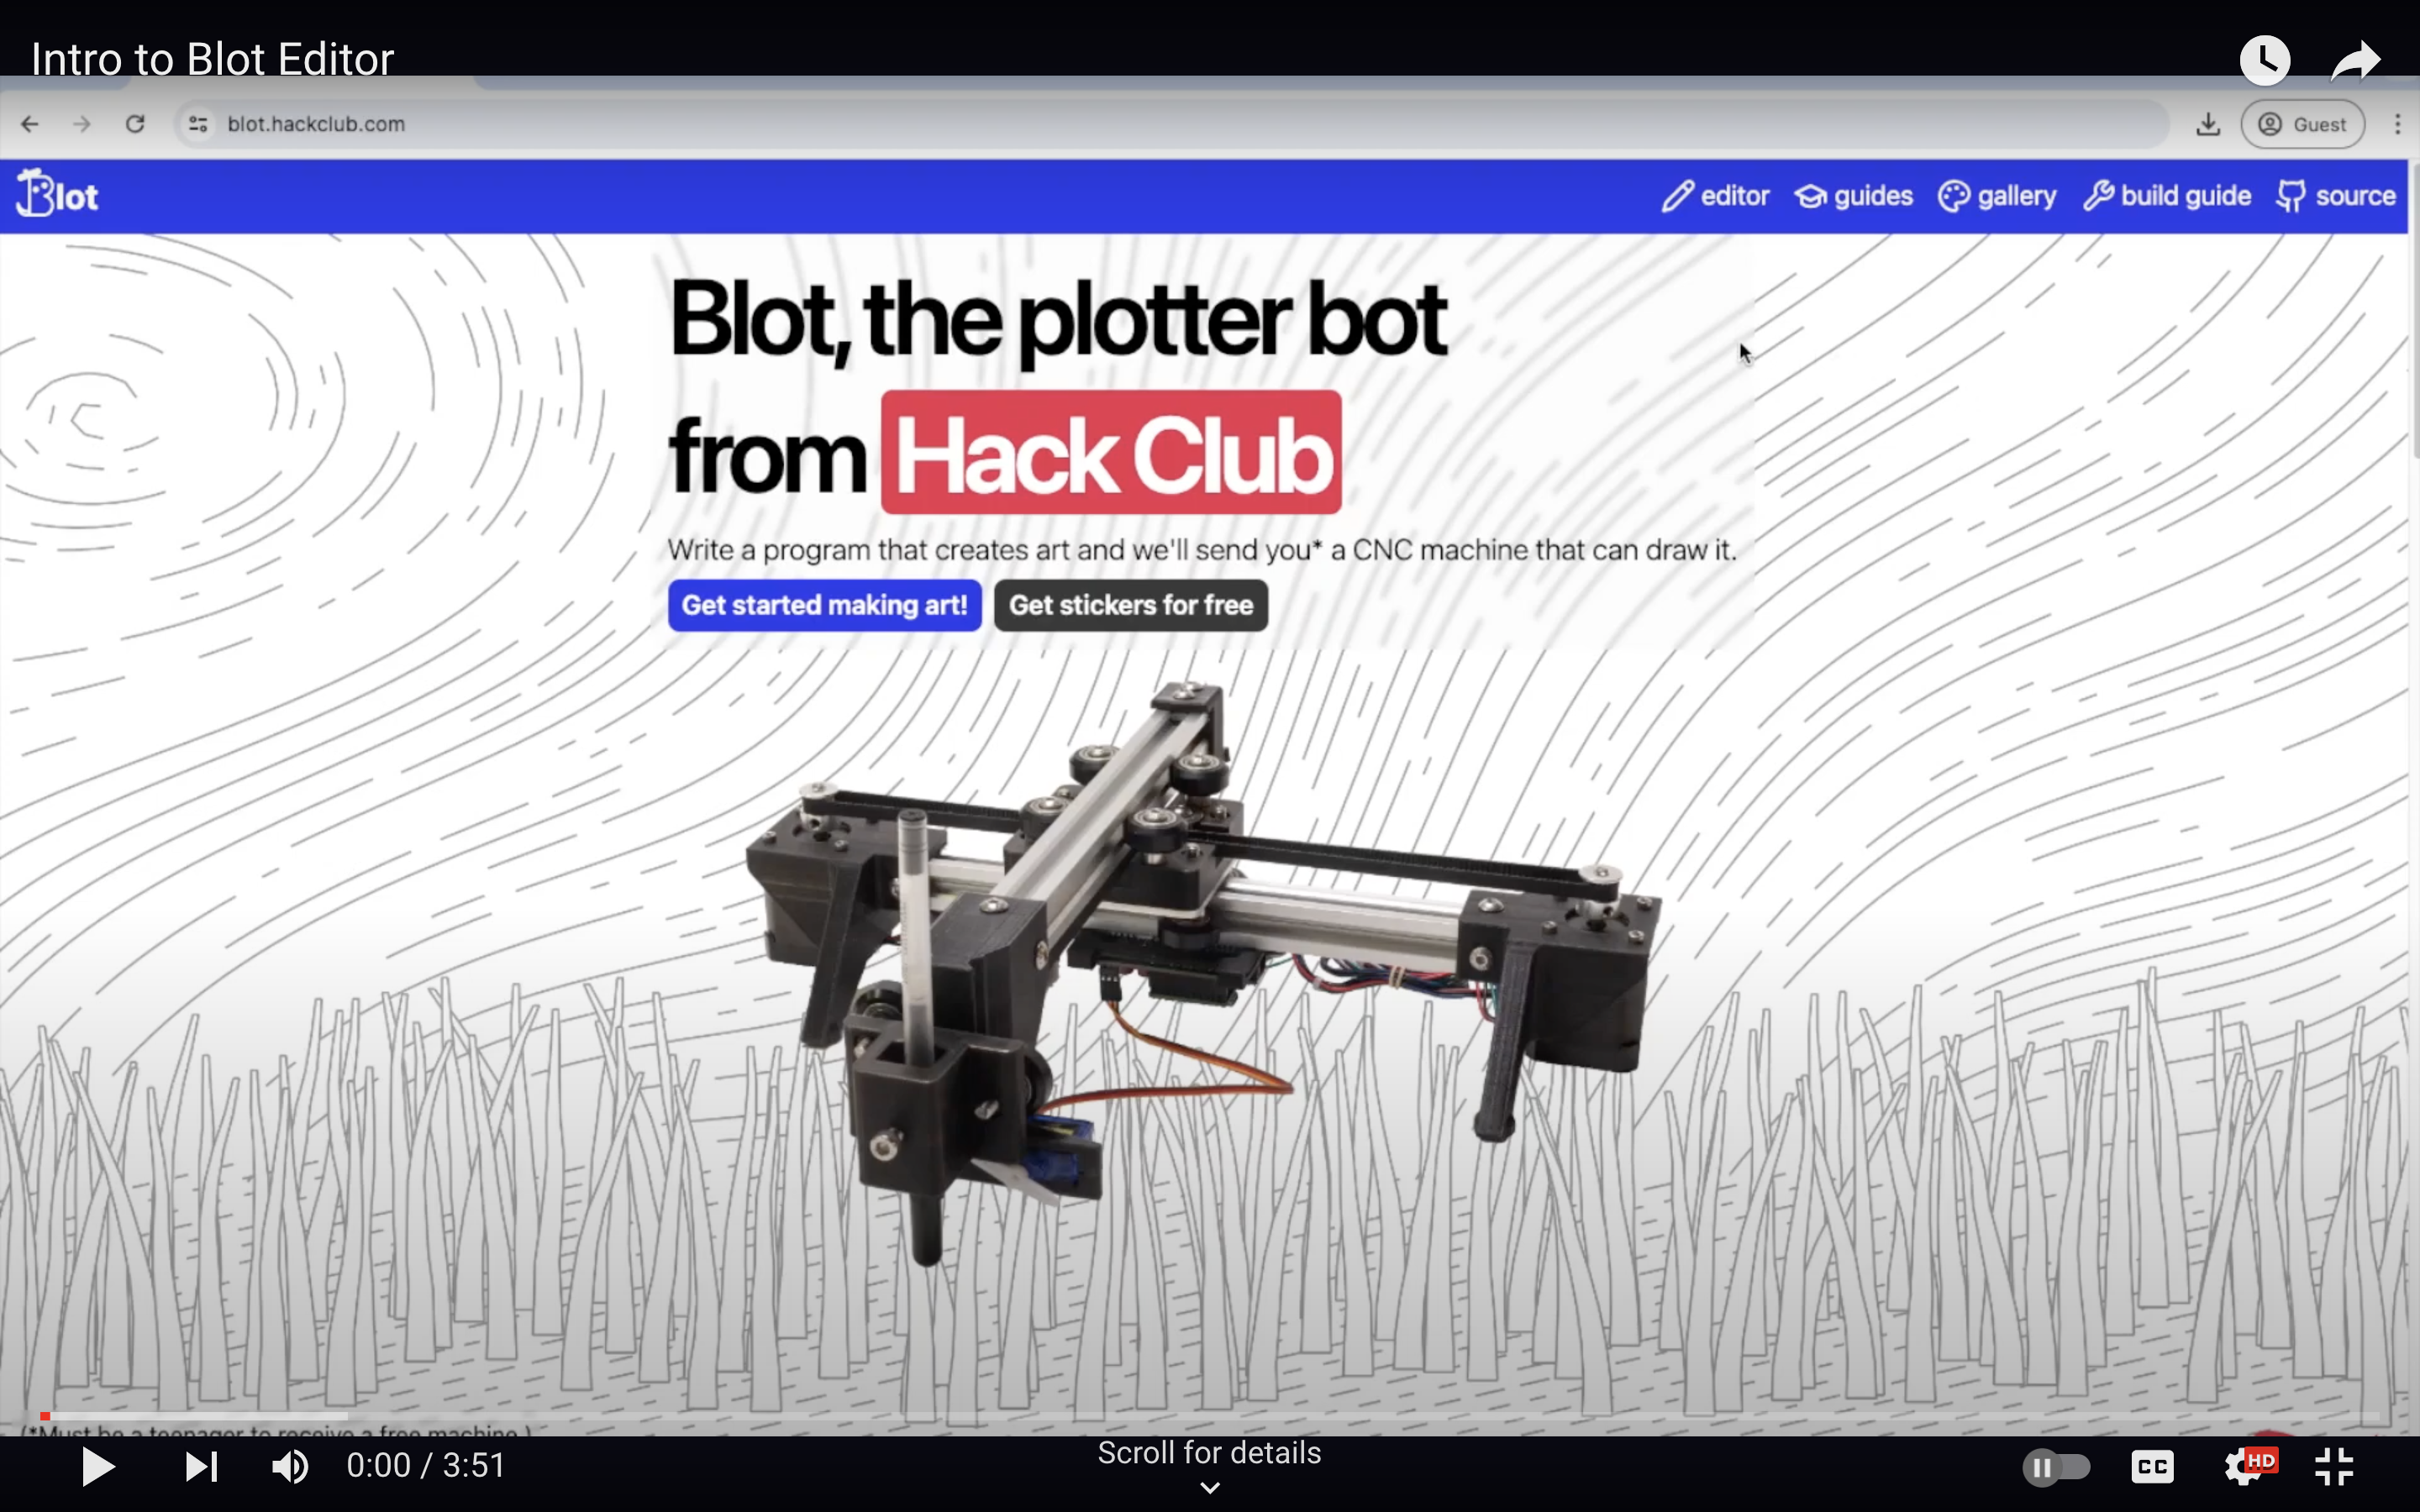 Intro to Blot Editor
blot.hackclub.com
Guest
Blot
editor guides gallery build guide source
Blot, the plotter bot
from Hack Club
Write a program that creates art and we'll send you* a CNC machine that can draw it.
Get started making art! Get stickers for free
(*Must be a teenager to receive a free machine.)
0:00 / 3:51
Scroll for details
CC
HD